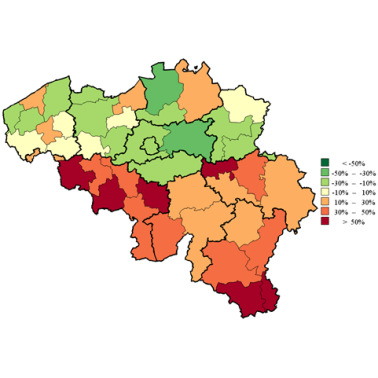 < -50%
-50% – -30%
-30% – -10%
-10% – 10%
10% – 30%
30% – 50%
> 50%